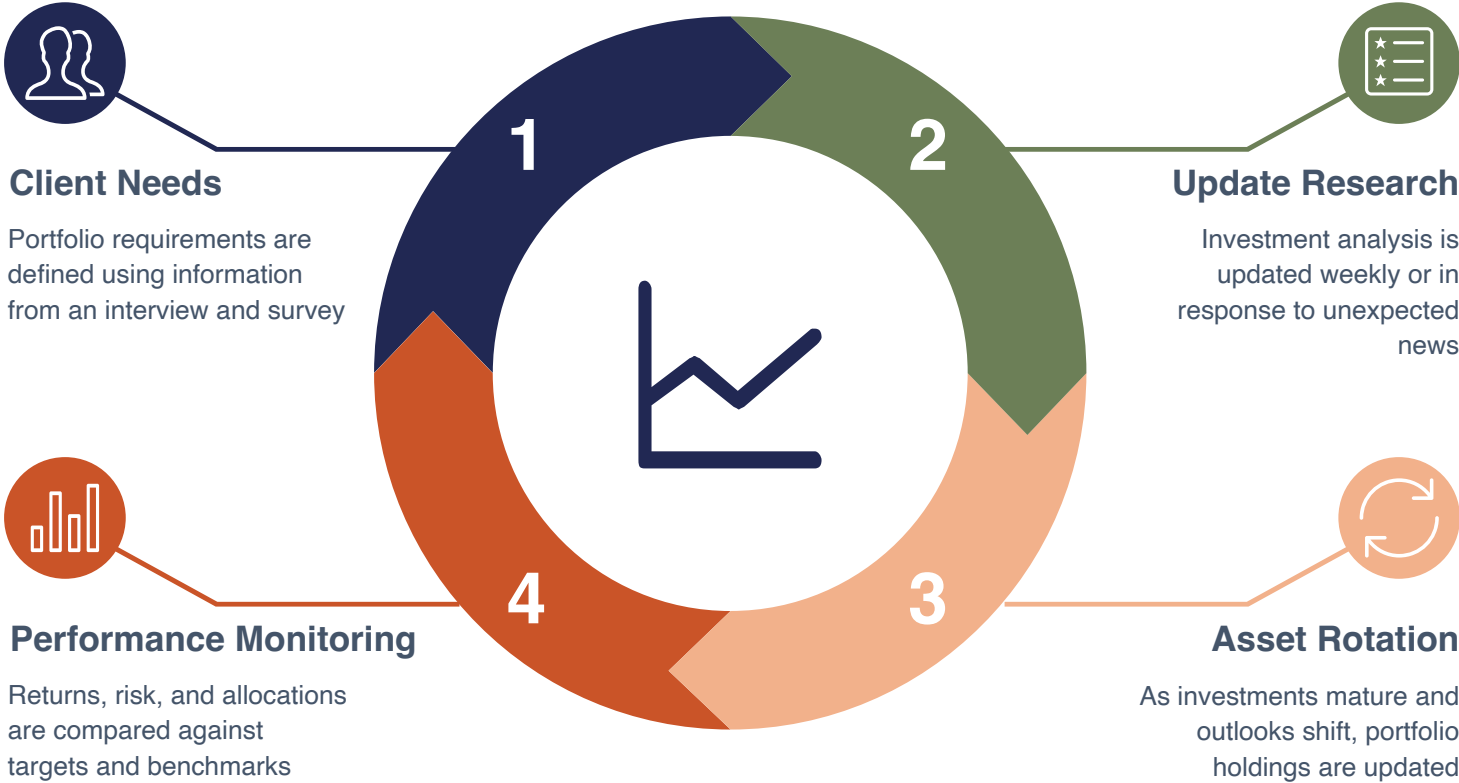 1
Client Needs
Portfolio requirements are
defined using information
from an interview and survey
2
Update Research
Investment analysis is
updated weekly or in
response to unexpected
news
3
Asset Rotation
As investments mature and
outlooks shift, portfolio
holdings are updated
4
Performance Monitoring
Returns, risk, and allocations
are compared against
targets and benchmarks